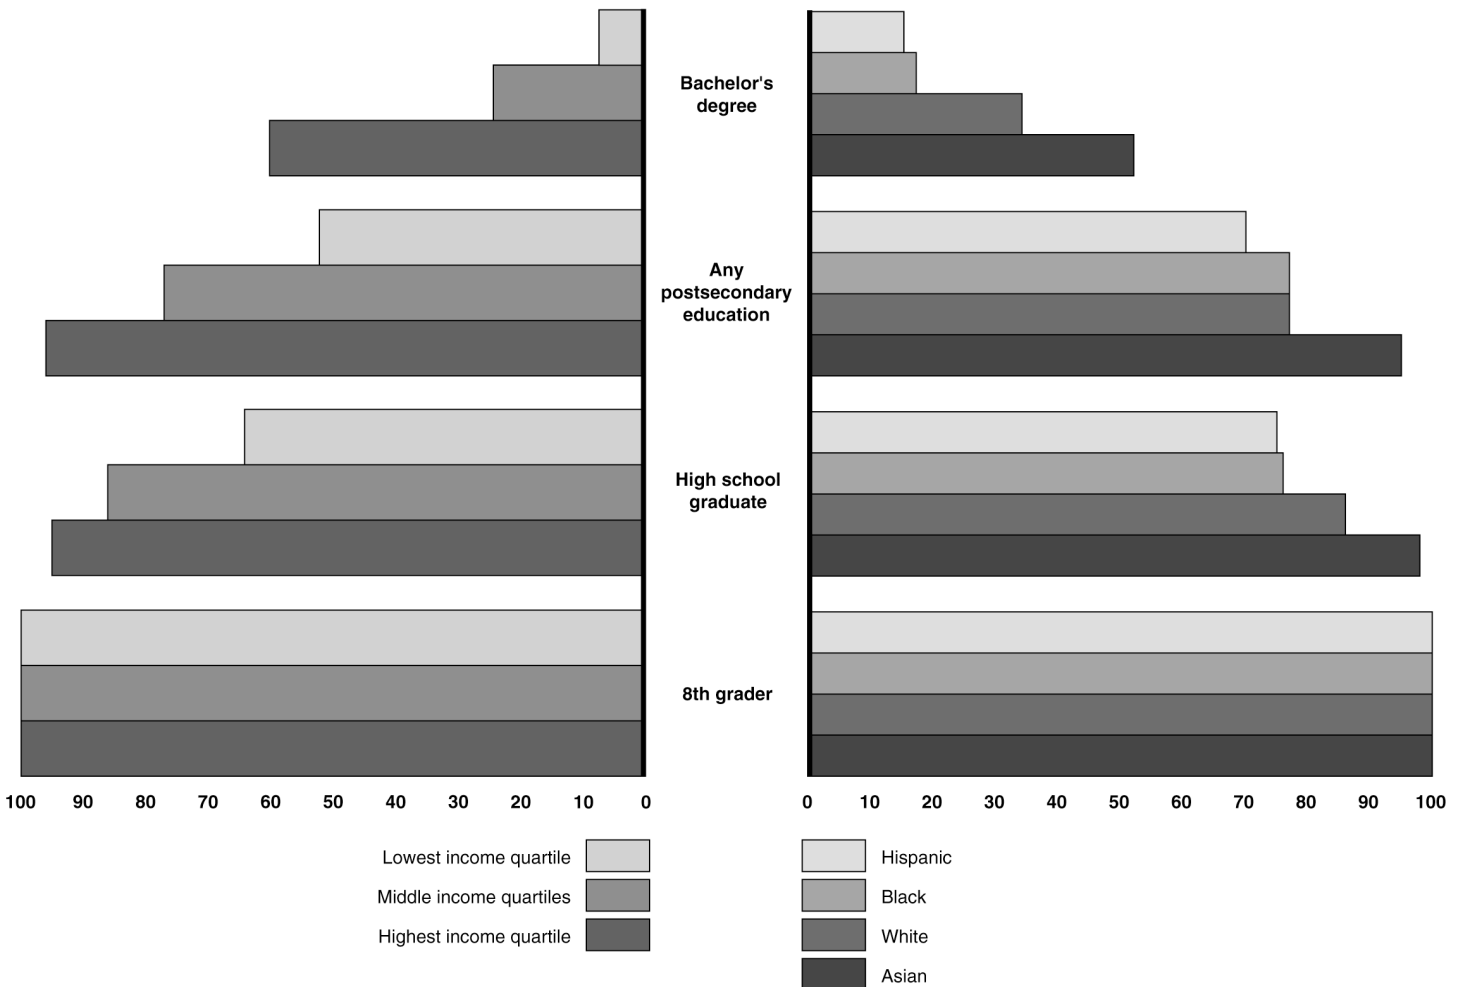 Bachelor's
degree
Any
postsecondary
education
High school
graduate
8th grader
100 90 80 70 60 50 40 30 20 10 0
0 10 20 30 40 50 60 70 80 90 100
Lowest income quartile
Middle income quartiles
Highest income quartile
Hispanic
Black
White
Asian